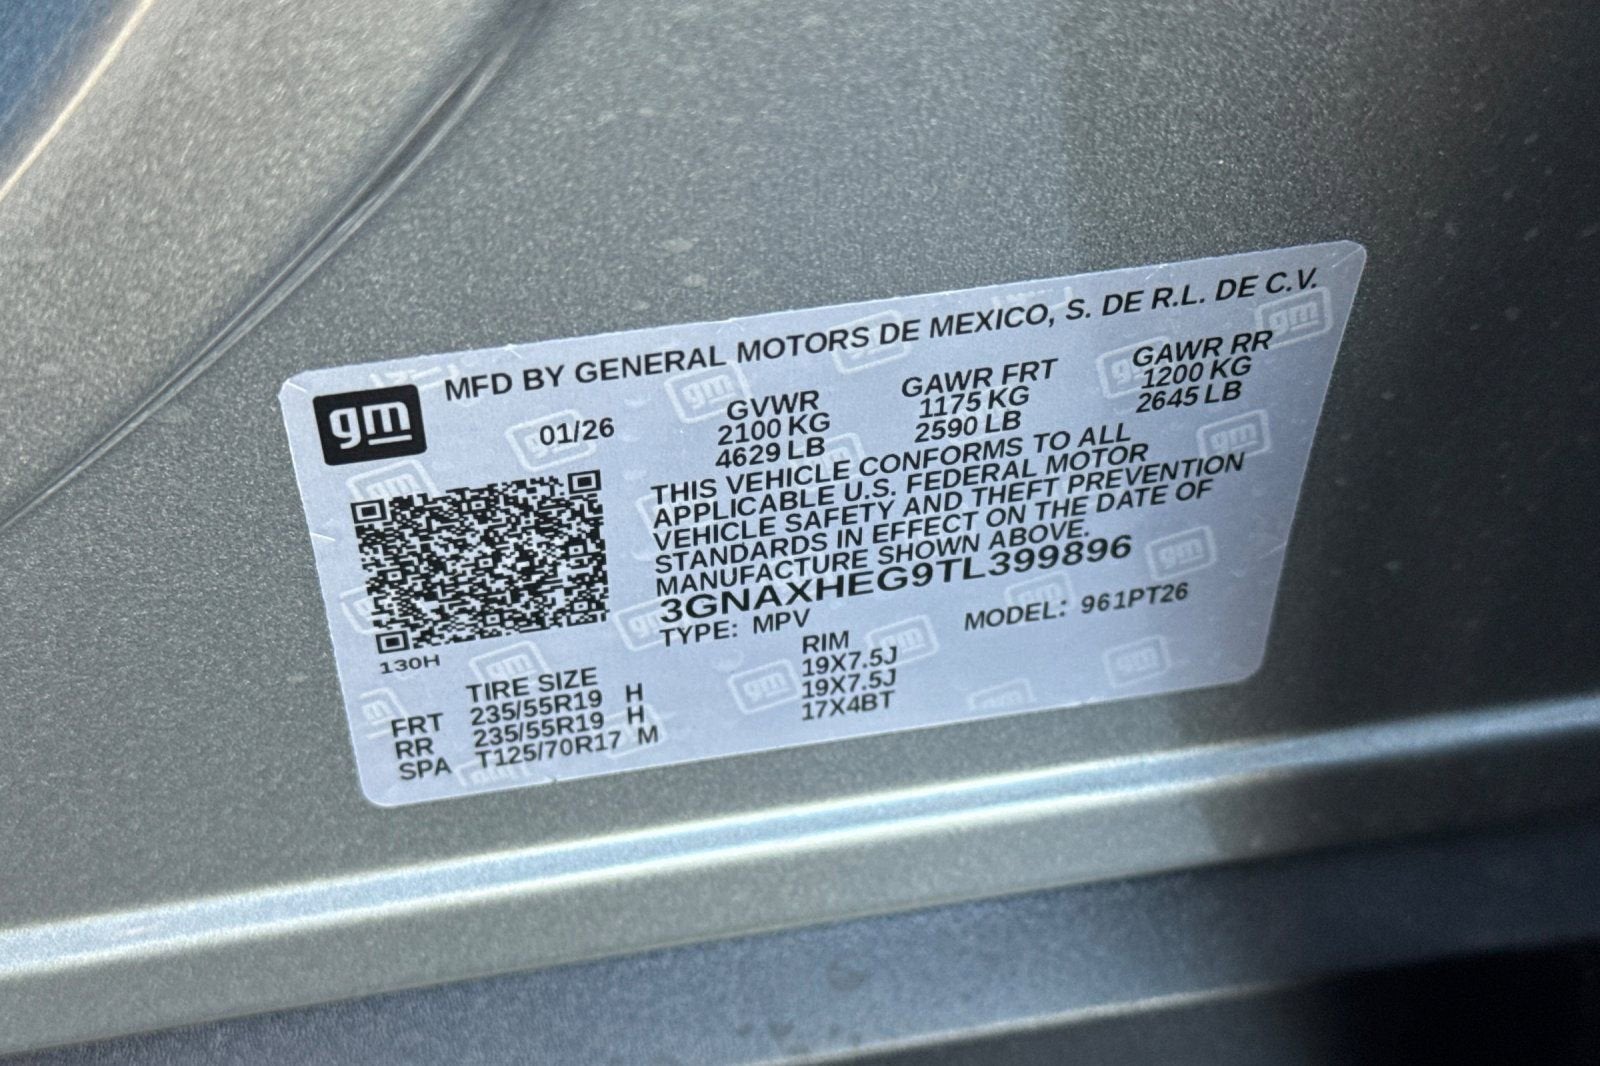 MFD BY GENERAL MOTORS DE MEXICO, S. DE R.L. DE C.V.
gm
01/26 GVWR GAWR FRT GAWR RR
2100 KG 1175 KG 1200 KG
4629 LB 2590 LB 2645 LB
THIS VEHICLE CONFORMS TO ALL
APPLICABLE U.S. FEDERAL MOTOR
VEHICLE SAFETY AND THEFT PREVENTION
STANDARDS IN EFFECT ON THE DATE OF
MANUFACTURE SHOWN ABOVE.
3GNAXHEG9TL399896
TYPE: MPV MODEL: 961PT26
130H
TIRE SIZE RIM
FRT 235/55R19 H 19X7.5J
RR 235/55R19 H 19X7.5J
SPA T125/70R17 M 17X4BT